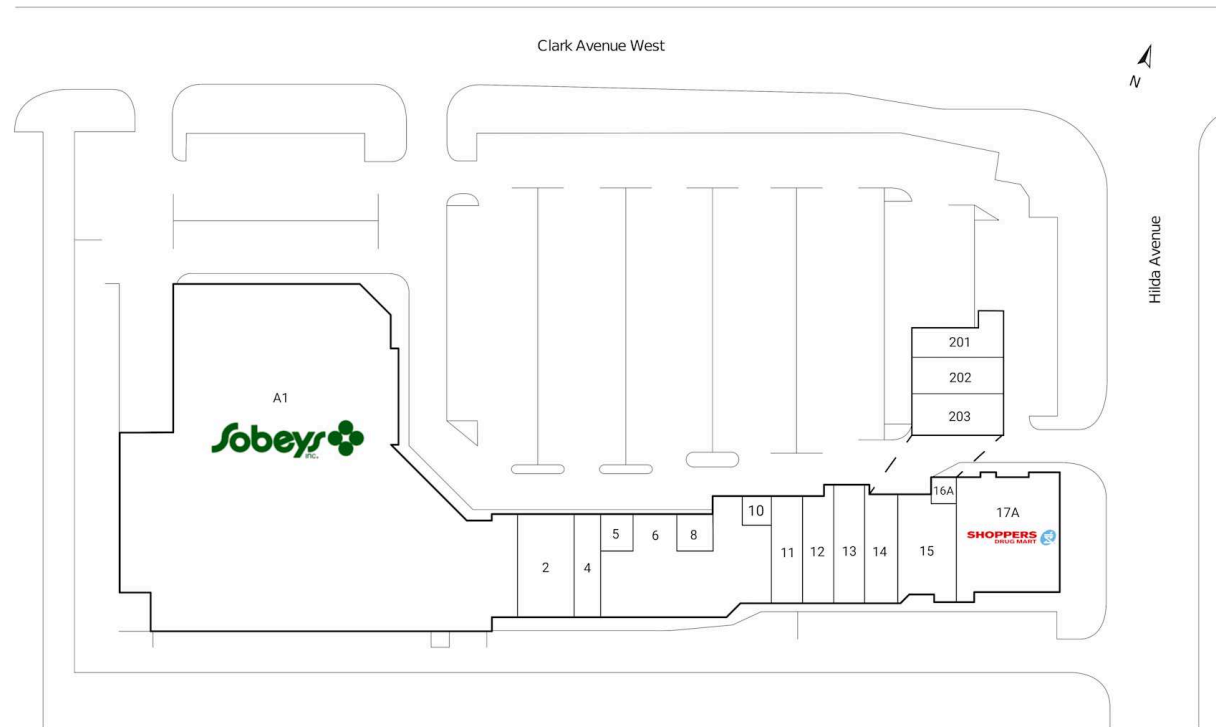 Clark Avenue West
N
Hilda Avenue
201
202
203
A1
Sobeys
inc.
16A
17A
SHOPPERS
DRUG MART
10
5
6
8
2
4
11
12
13
14
15